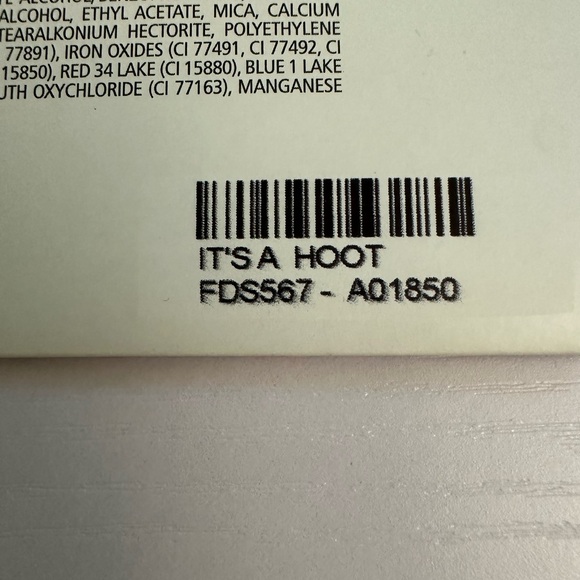 ALCOHOL, ETHYL ACETATE, MICA, CALCIUM
TEARALKONIUM HECTORITE, POLYETHYLENE
77891), IRON OXIDES (CI 77491, CI 77492, CI
15850), RED 34 LAKE (CI 15880), BLUE 1 LAKE
UTH OXYCHLORIDE (CI 77163), MANGANESE
IT'S A HOOT
FDS567 - A01850